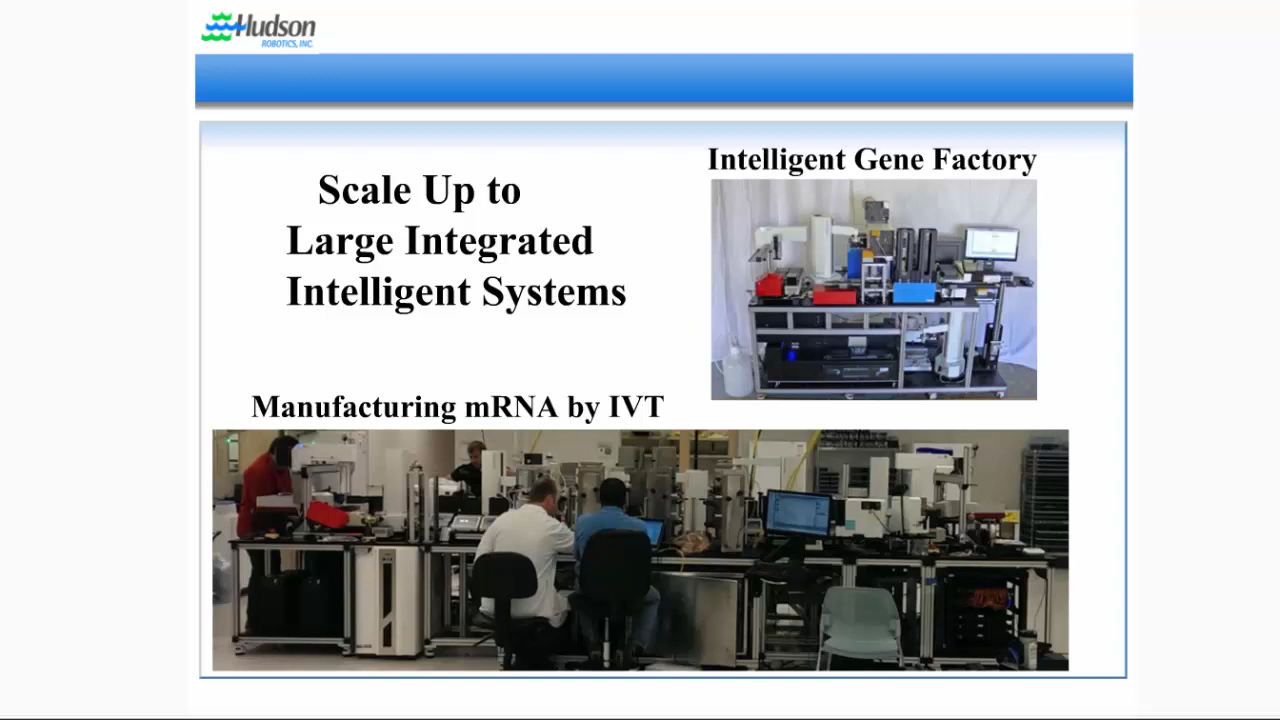 Hudson
ROBOTICS, INC.
Intelligent Gene Factory
Scale Up to
Large Integrated
Intelligent Systems
Manufacturing mRNA by IVT